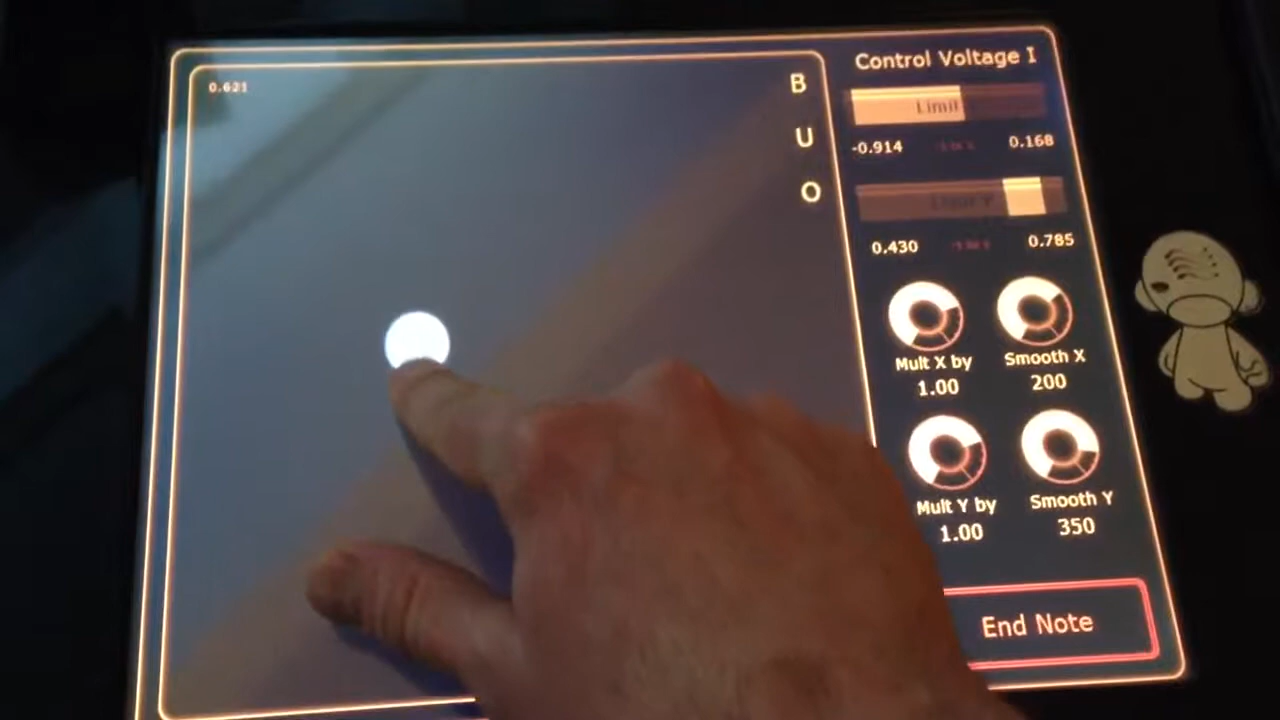 0.621
B
U
O
Control Voltage I
Limit
-0.914 0.168
0.430 0.785
Mult X by
1.00
Smooth X
200
Mult Y by
1.00
Smooth Y
350
End Note